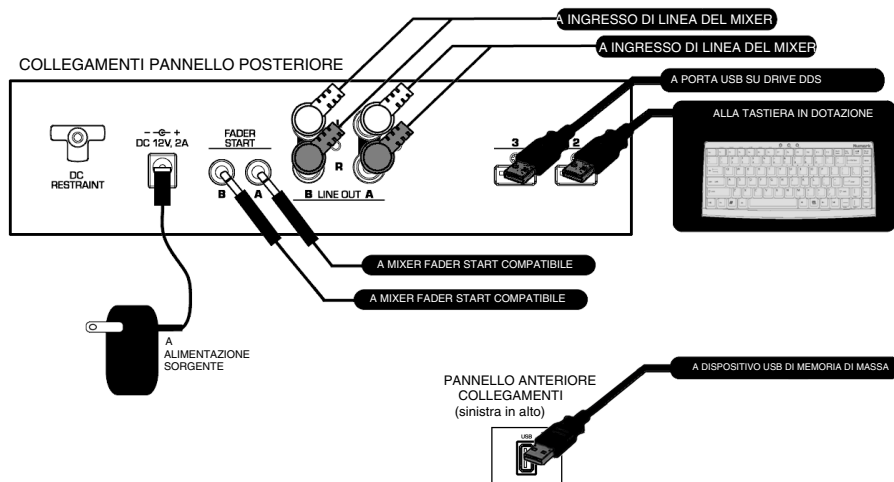 A INGRESSO DI LINEA DEL MIXER
A INGRESSO DI LINEA DEL MIXER
COLLEGAMENTI PANNELLO POSTERIORE
A PORTA USB SU DRIVE DDS
ALLA TASTIERA IN DOTAZIONE
Numark
DC
RESTRAINT
- +
DC 12V, 2A
FADER
START
B A
R
B LINE OUT A
3 2
A MIXER FADER START COMPATIBILE
A MIXER FADER START COMPATIBILE
A
ALIMENTAZIONE
SORGENTE
PANNELLO ANTERIORE
COLLEGAMENTI
(sinistra in alto)
A DISPOSITIVO USB DI MEMORIA DI MASSA
USB